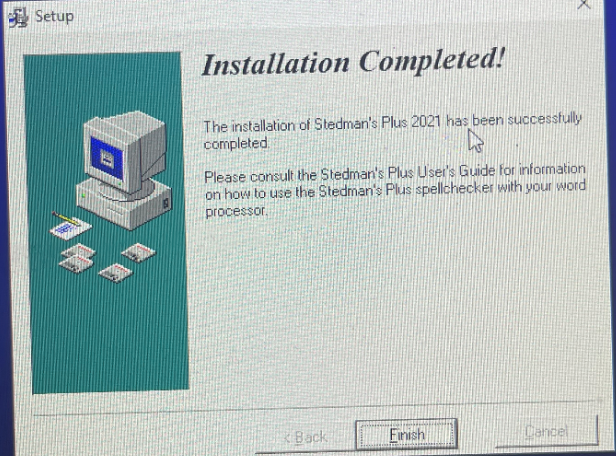 Setup
Installation Completed!
The installation of Stedman's Plus 2021 has been successfully
completed.
Please consult the Stedman's Plus User's Guide for information
on how to use the Stedman's Plus spellchecker with your word
processor.
< Back
Finish
Cancel